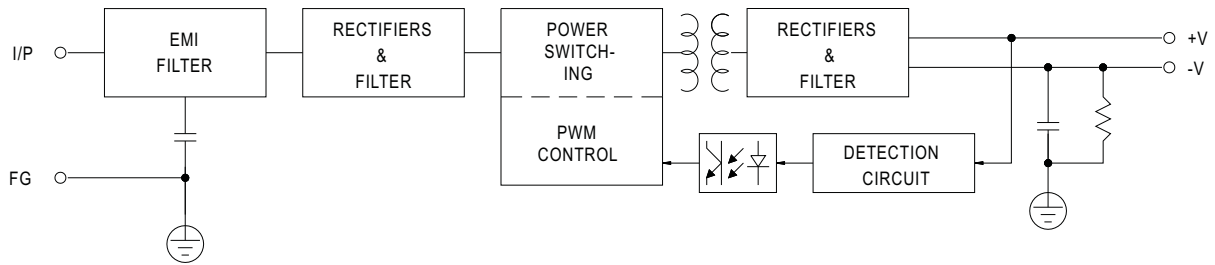 I/P
EMI
FILTER
RECTIFIERS
&
FILTER
POWER
SWITCH-
ING
PWM
CONTROL
RECTIFIERS
&
FILTER
+V
-V
DETECTION
CIRCUIT
FG